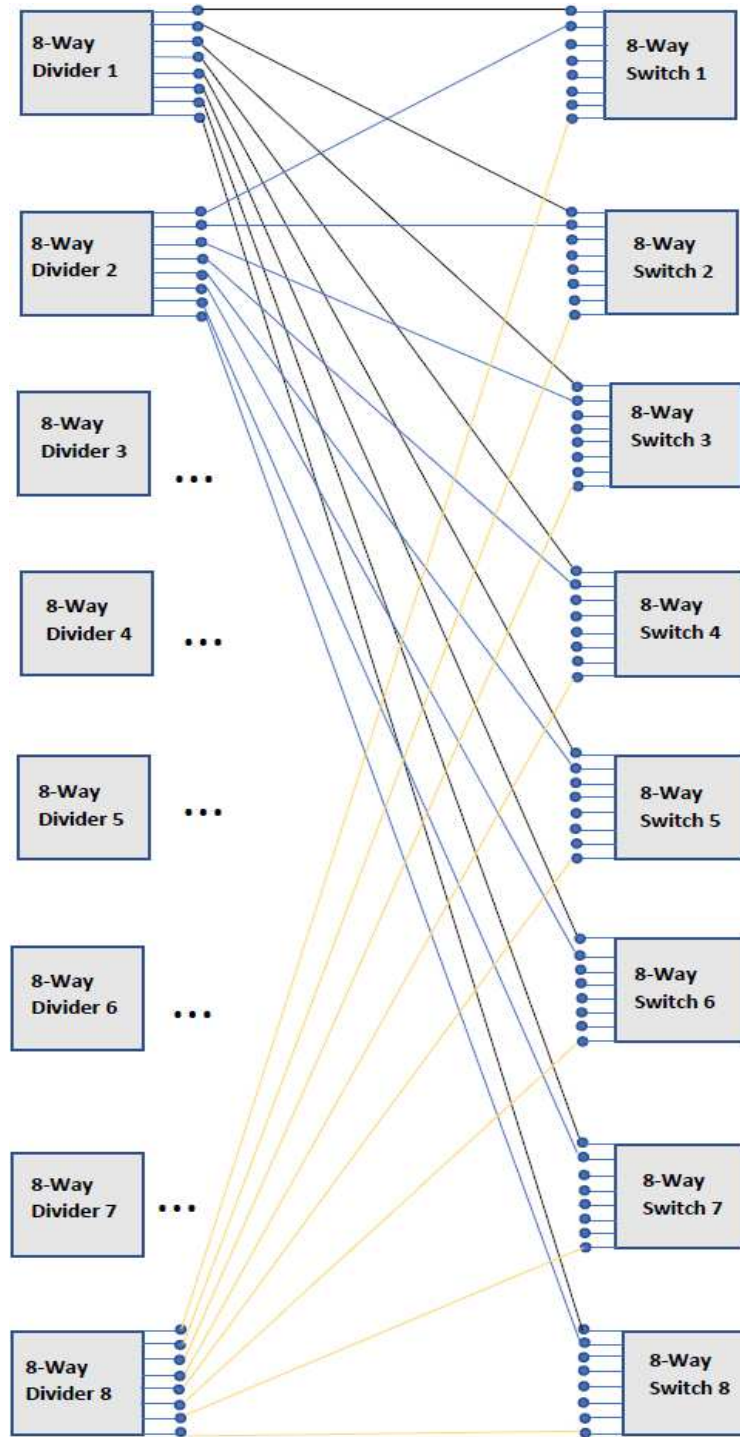 8-Way
Divider 1
8-Way
Switch 1
8-Way
Divider 2
8-Way
Switch 2
8-Way
Divider 3
...
8-Way
Switch 3
8-Way
Divider 4
...
8-Way
Switch 4
8-Way
Divider 5
...
8-Way
Switch 5
8-Way
Divider 6
...
8-Way
Switch 6
8-Way
Divider 7
...
8-Way
Switch 7
8-Way
Divider 8
8-Way
Switch 8